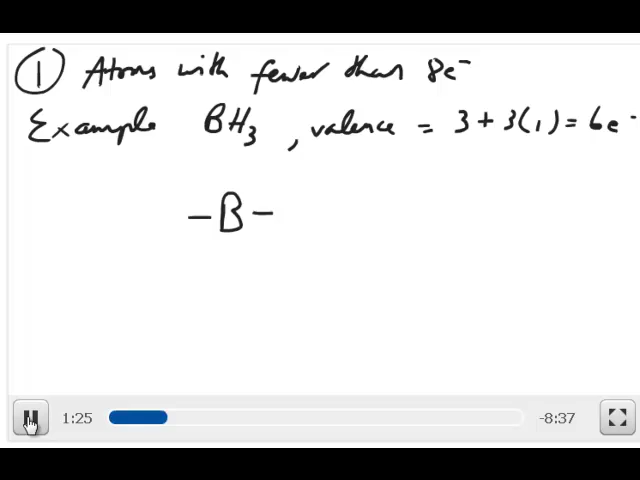 ① Atoms with fewer than 8e⁻
Example BH₃, valence = 3 + 3(1) = 6e⁻
– B –
1:25 -8:37